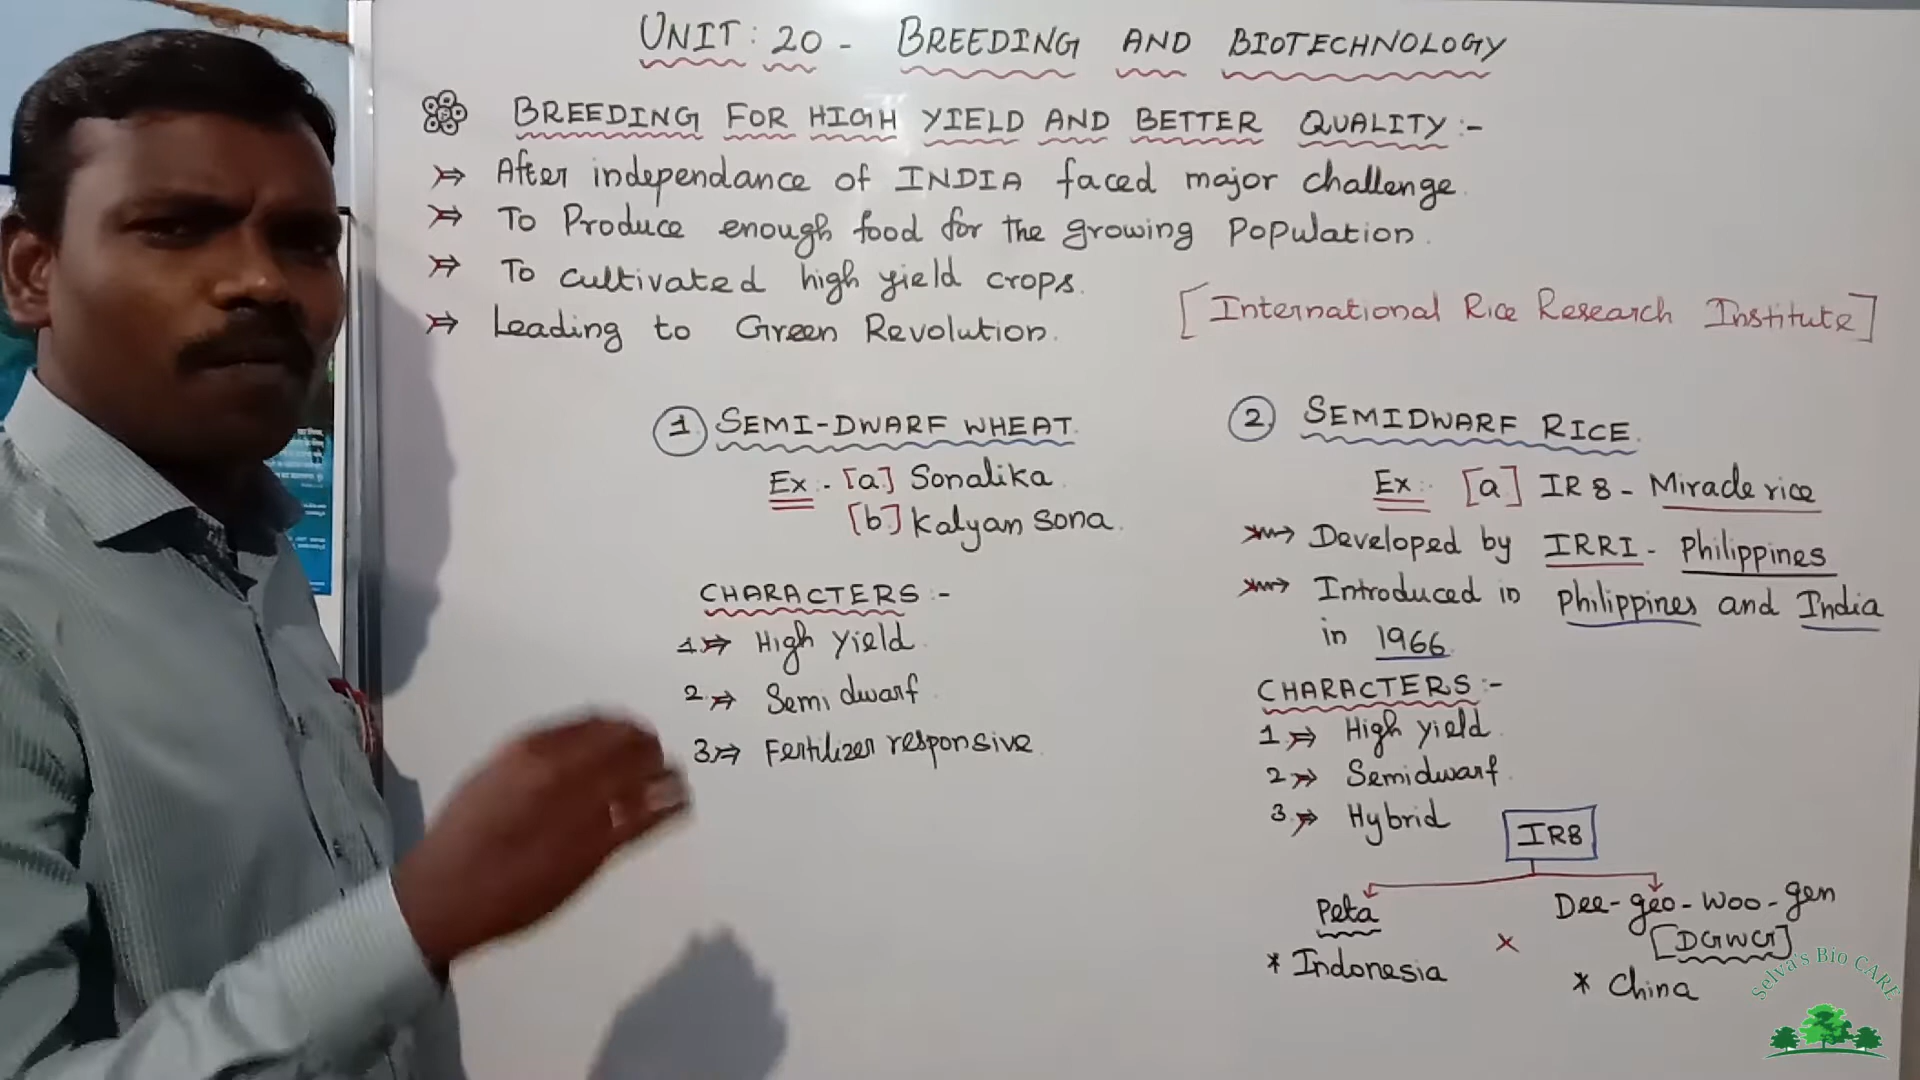 UNIT: 20 - BREEDING AND BIOTECHNOLOGY
BREEDING FOR HIGH YIELD AND BETTER QUALITY :-
After independance of INDIA faced major challenge.
To Produce enough food for the growing Population.
To cultivated high yield crops.
Leading to Green Revolution.
[International Rice Research Institute]
1. SEMI-DWARF WHEAT.
Ex:- [a] Sonalika.
[b] Kalyan Sona.
CHARACTERS :-
1 High Yield.
2. Semi dwarf.
3 Fertilizer responsive.
2. SEMIDWARF RICE.
Ex:- [a] IR8 - Miracle rice
Developed by IRRI - Philippines
Introduced in Philippines and India
in 1966.
CHARACTERS :-
1 High yield.
2 Semidwarf.
3. Hybrid
IR8
Peta
* Indonesia
×
Dee-geo-woo-gen
[DGWG]
* China
Selva's Bio CARE